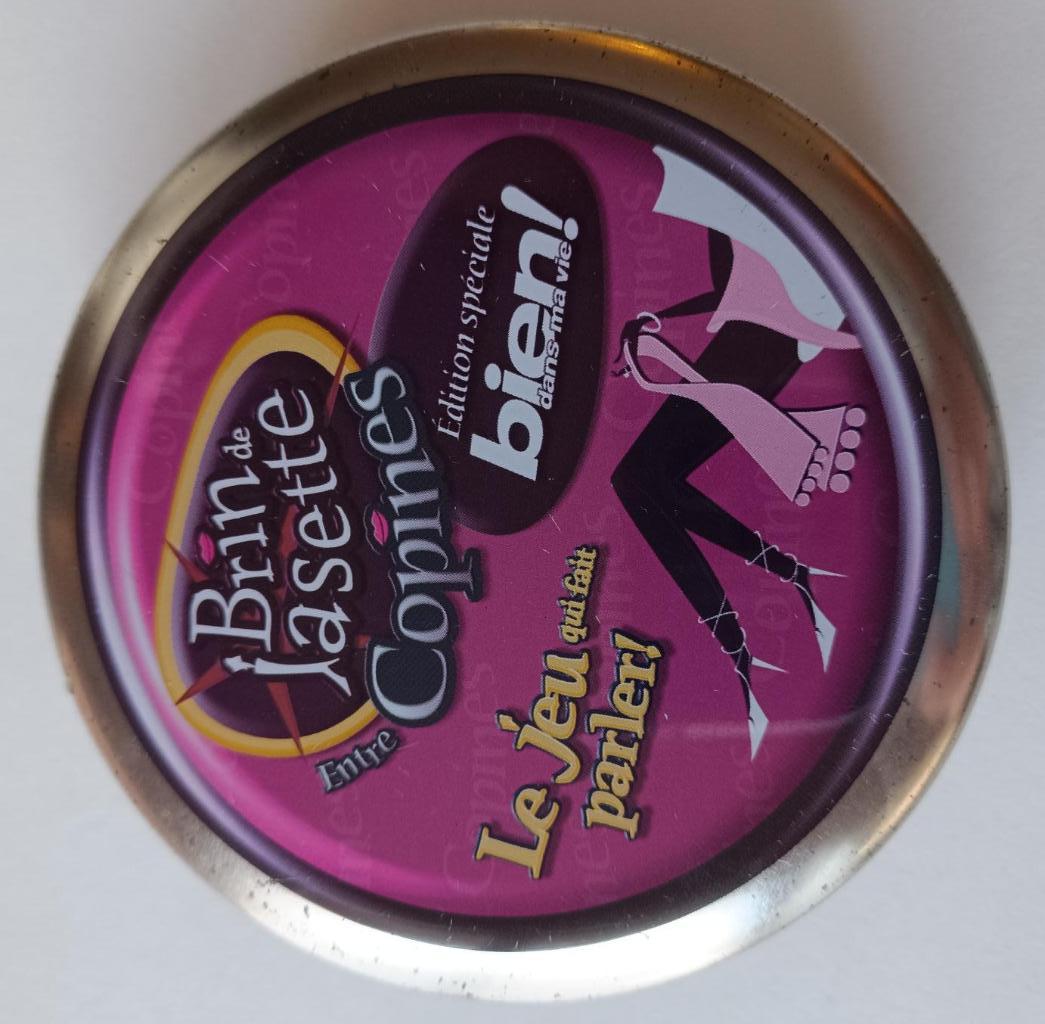 Brin de
Jasette
Entre Copines
Édition spéciale
bien!
dans ma vie!
Le Jeu qui fait
parler!